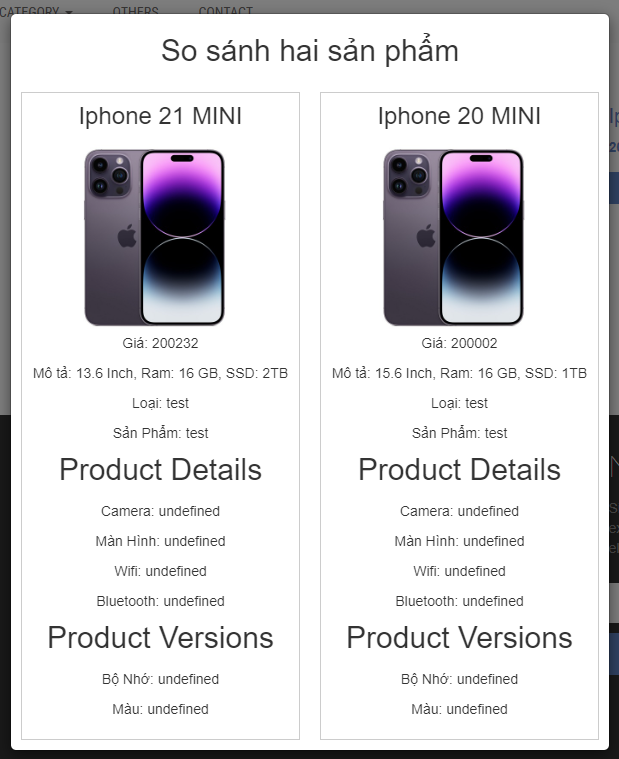 CATEGORY OTHERS CONTACT
So sánh hai sản phẩm
Iphone 21 MINI
Giá: 200232
Mô tả: 13.6 Inch, Ram: 16 GB, SSD: 2TB
Loại: test
Sản Phẩm: test
Product Details
Camera: undefined
Màn Hình: undefined
Wifi: undefined
Bluetooth: undefined
Product Versions
Bộ Nhớ: undefined
Màu: undefined
Iphone 20 MINI
Giá: 200002
Mô tả: 15.6 Inch, Ram: 16 GB, SSD: 1TB
Loại: test
Sản Phẩm: test
Product Details
Camera: undefined
Màn Hình: undefined
Wifi: undefined
Bluetooth: undefined
Product Versions
Bộ Nhớ: undefined
Màu: undefined